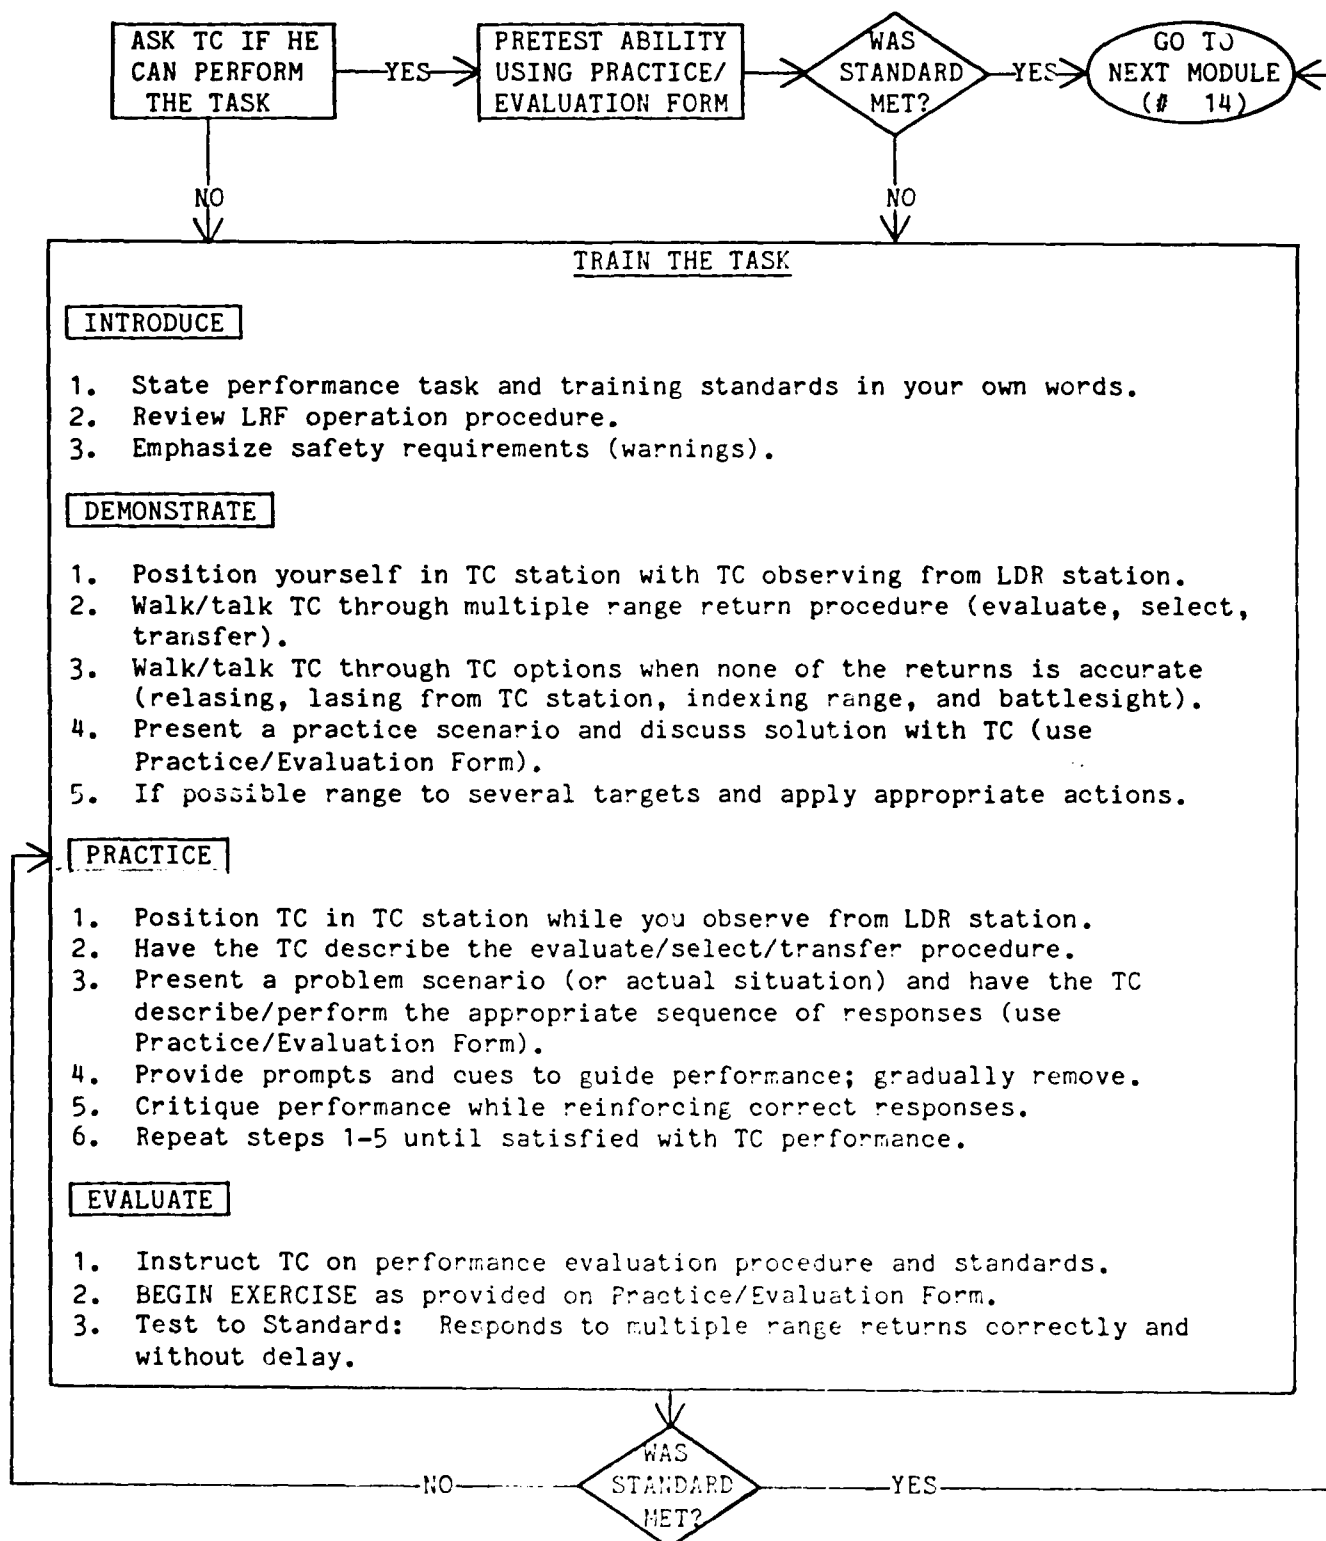 ASK TC IF HE
CAN PERFORM
THE TASK
YES
PRETEST ABILITY
USING PRACTICE/
EVALUATION FORM
WAS
STANDARD
MET?
YES
GO TO
NEXT MODULE
(# 14)
NO
NO
TRAIN THE TASK
INTRODUCE
1. State performance task and training standards in your own words.
2. Review LRF operation procedure.
3. Emphasize safety requirements (warnings).
DEMONSTRATE
1. Position yourself in TC station with TC observing from LDR station.
2. Walk/talk TC through multiple range return procedure (evaluate, select,
transfer).
3. Walk/talk TC through TC options when none of the returns is accurate
(relasing, lasing from TC station, indexing range, and battlesight).
4. Present a practice scenario and discuss solution with TC (use
Practice/Evaluation Form).
5. If possible range to several targets and apply appropriate actions.
PRACTICE
1. Position TC in TC station while you observe from LDR station.
2. Have the TC describe the evaluate/select/transfer procedure.
3. Present a problem scenario (or actual situation) and have the TC
describe/perform the appropriate sequence of responses (use
Practice/Evaluation Form).
4. Provide prompts and cues to guide performance; gradually remove.
5. Critique performance while reinforcing correct responses.
6. Repeat steps 1-5 until satisfied with TC performance.
EVALUATE
1. Instruct TC on performance evaluation procedure and standards.
2. BEGIN EXERCISE as provided on Practice/Evaluation Form.
3. Test to Standard: Responds to multiple range returns correctly and
without delay.
WAS
STANDARD
MET?
NO
YES